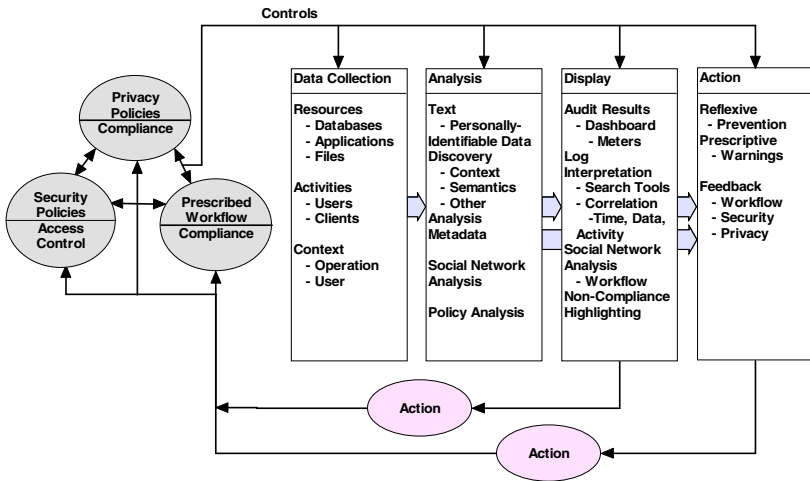 Controls
Privacy
Policies
Compliance
Security
Policies
Access
Control
Prescribed
Workflow
Compliance
Data Collection
Resources
- Databases
- Applications
- Files
Activities
- Users
- Clients
Context
- Operation
- User
Analysis
Text
- Personally-
Identifiable Data
Discovery
- Context
- Semantics
- Other
Analysis
Metadata
Social Network
Analysis
Policy Analysis
Display
Audit Results
- Dashboard
- Meters
Log
Interpretation
- Search Tools
- Correlation
-Time, Data,
Activity
Social Network
Analysis
- Workflow
Non-Compliance
Highlighting
Action
Reflexive
- Prevention
Prescriptive
- Warnings
Feedback
- Workflow
- Security
- Privacy
Action
Action